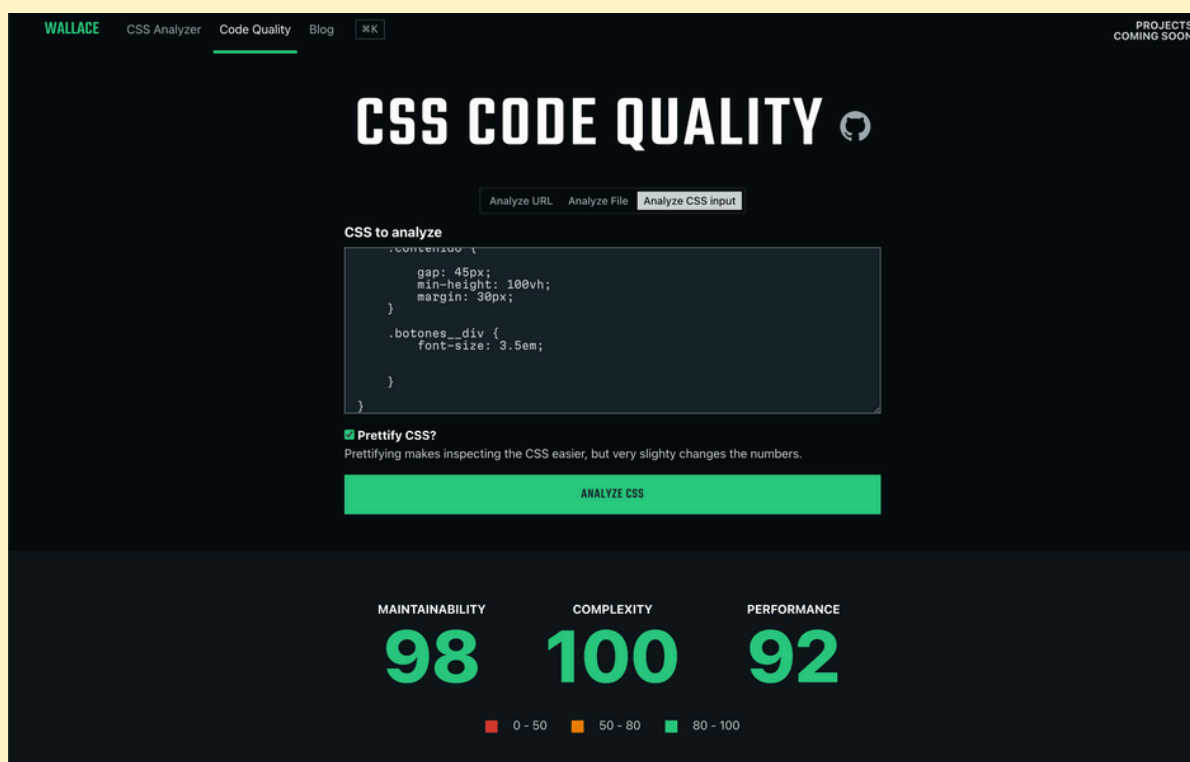 WALLACE CSS Analyzer Code Quality Blog ⌘K PROJECTS
COMING SOON
CSS CODE QUALITY
Analyze URL Analyze File Analyze CSS input
CSS to analyze
.contenido {
gap: 45px;
min-height: 100vh;
margin: 30px;
}
.botones__div {
font-size: 3.5em;
}
}
Prettify CSS?
Prettifying makes inspecting the CSS easier, but very slighty changes the numbers.
ANALYZE CSS
MAINTAINABILITY COMPLEXITY PERFORMANCE
98 100 92
0 - 50 50 - 80 80 - 100